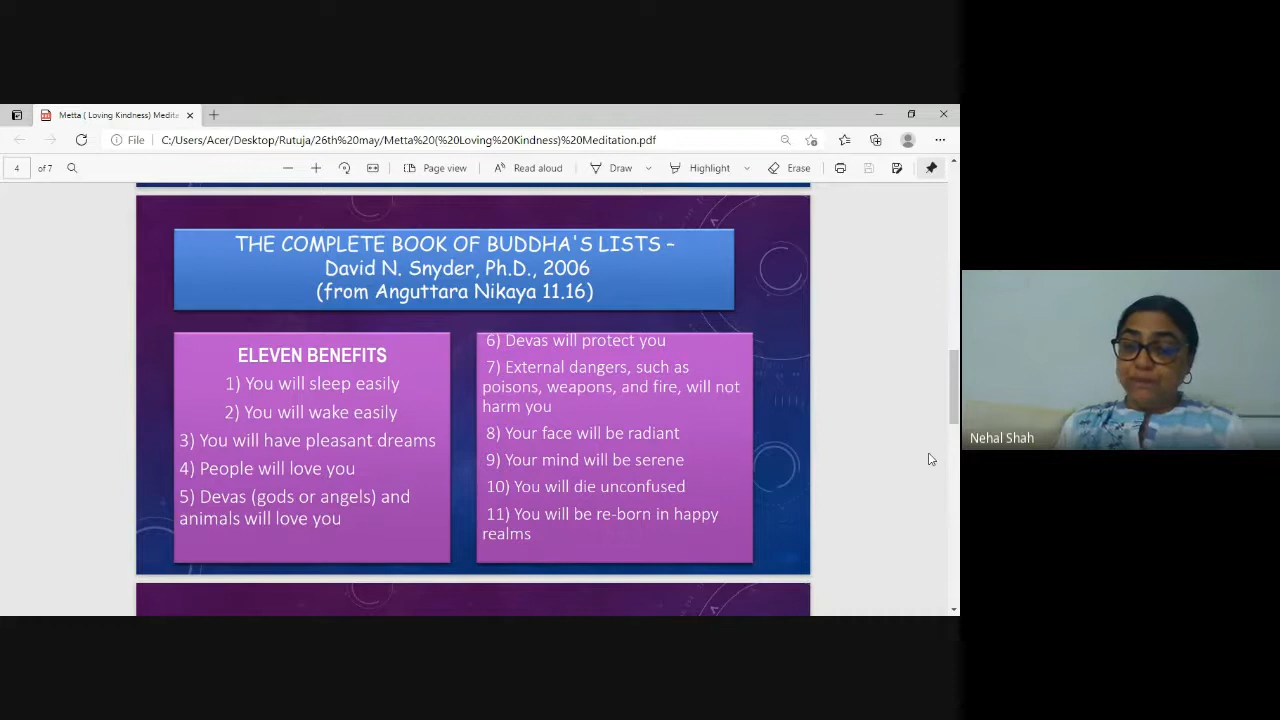 Metta ( Loving Kindness) Medita
File
C:/Users/Acer/Desktop/Rutuja/26th%20may/Metta%20(%20Loving%20Kindness)%20Meditation.pdf
4 of 7
Page view
Read aloud
Draw
Highlight
Erase
THE COMPLETE BOOK OF BUDDHA'S LISTS –
David N. Snyder, Ph.D., 2006
(from Anguttara Nikaya 11.16)
ELEVEN BENEFITS
1) You will sleep easily
2) You will wake easily
3) You will have pleasant dreams
4) People will love you
5) Devas (gods or angels) and
animals will love you
6) Devas will protect you
7) External dangers, such as
poisons, weapons, and fire, will not
harm you
8) Your face will be radiant
9) Your mind will be serene
10) You will die unconfused
11) You will be re-born in happy
realms
Nehal Shah